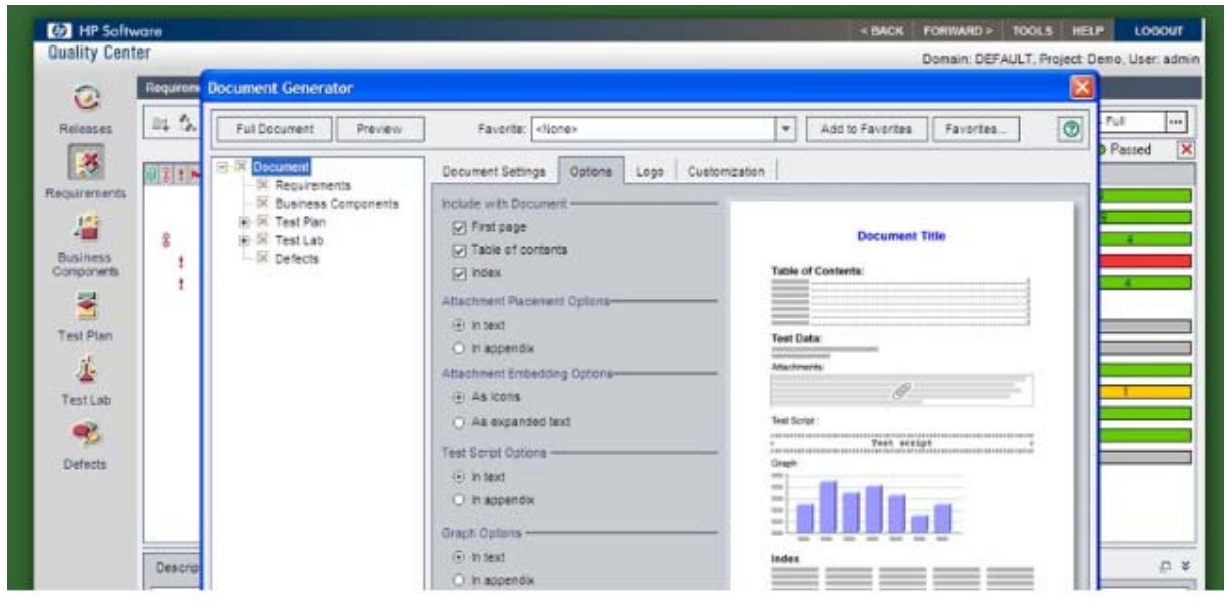 HP Software
< BACK FORWARD > TOOLS HELP LOGOUT
Quality Center
Domain: DEFAULT, Project: Demo, User: admin
Releases
Requirements
Business
Components
Test Plan
Test Lab
Defects
Requirem
Document Generator
Full Document Preview Favorite: <None> Add to Favorites Favorites...
Full ...
Passed
Document
Requirements
Business Components
Test Plan
Test Lab
Defects
Document Settings Options Logo Customization
Include with Document
First page
Table of contents
Index
Attachment Placement Options
In text
In appendix
Attachment Embedding Options
As icons
As expanded text
Test Script Options
In text
In appendix
Graph Options
In text
In appendix
Document Title
Table of Contents:
Test Data:
Attachments:
Test Script :
Test script
Graph
Index
4
4
1
Descrip